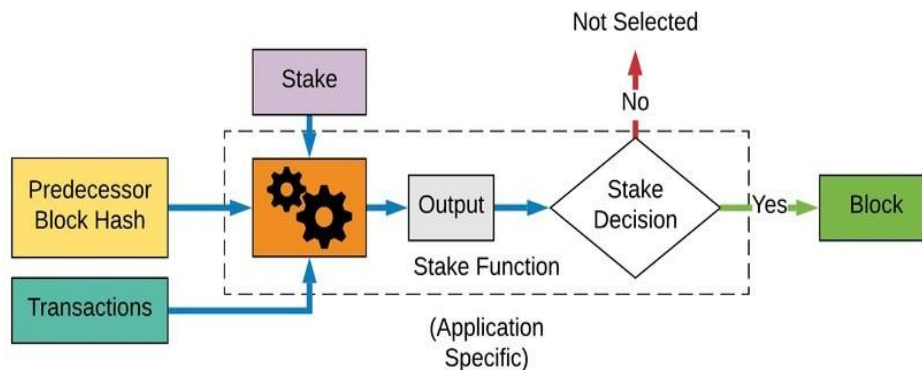 Not Selected
Stake
No
Predecessor
Block Hash
Output
Stake
Decision
Yes
Block
Stake Function
Transactions
(Application
Specific)